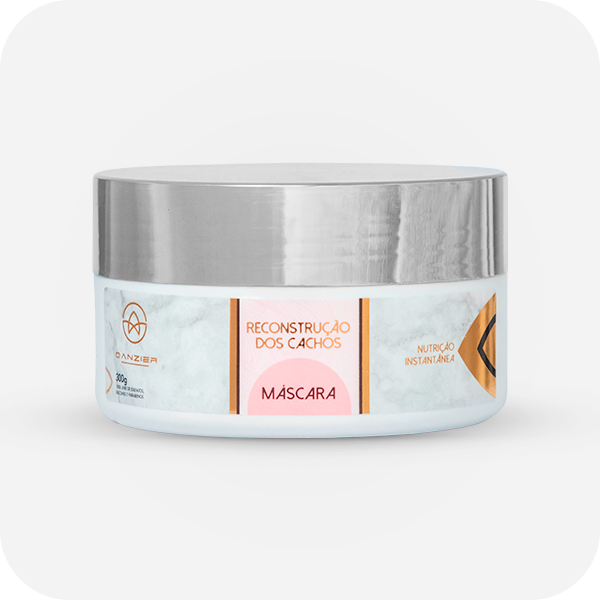 DANZIER
300g
RECONSTRUÇÃO
DOS CACHOS
MÁSCARA
NUTRIÇÃO
INSTANTÂNEA